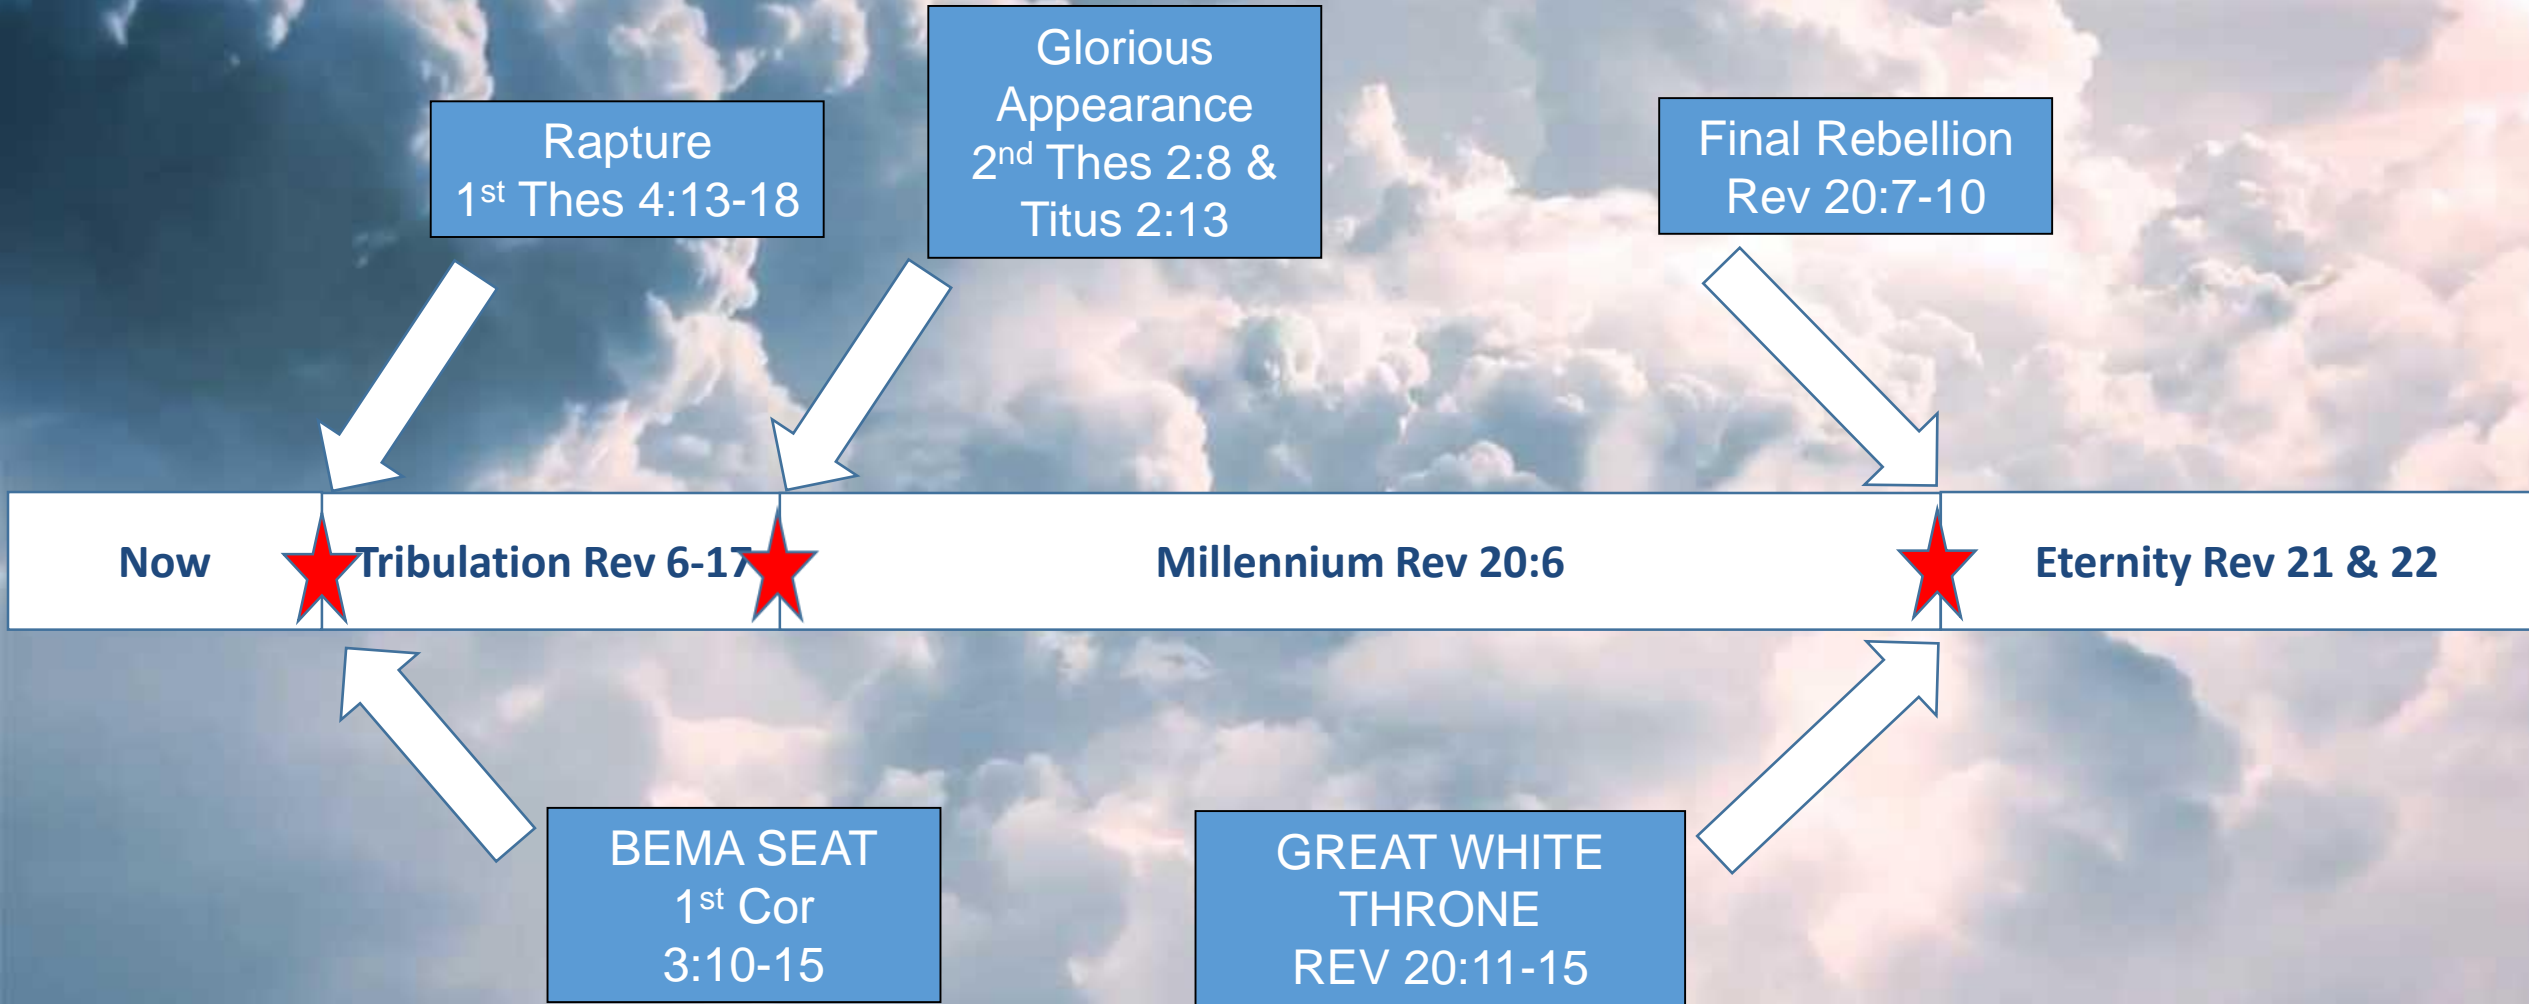 Rapture
1st Thes 4:13-18
Glorious
Appearance
2nd Thes 2:8 &
Titus 2:13
Final Rebellion
Rev 20:7-10
Now
Tribulation Rev 6-17
Millennium Rev 20:6
Eternity Rev 21 & 22
BEMA SEAT
1st Cor
3:10-15
GREAT WHITE
THRONE
REV 20:11-15